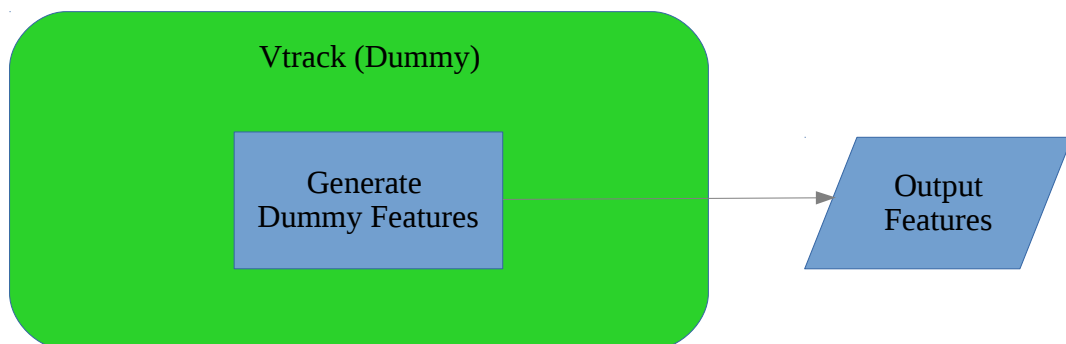 Vtrack (Dummy)
Generate
Dummy Features
Output
Features